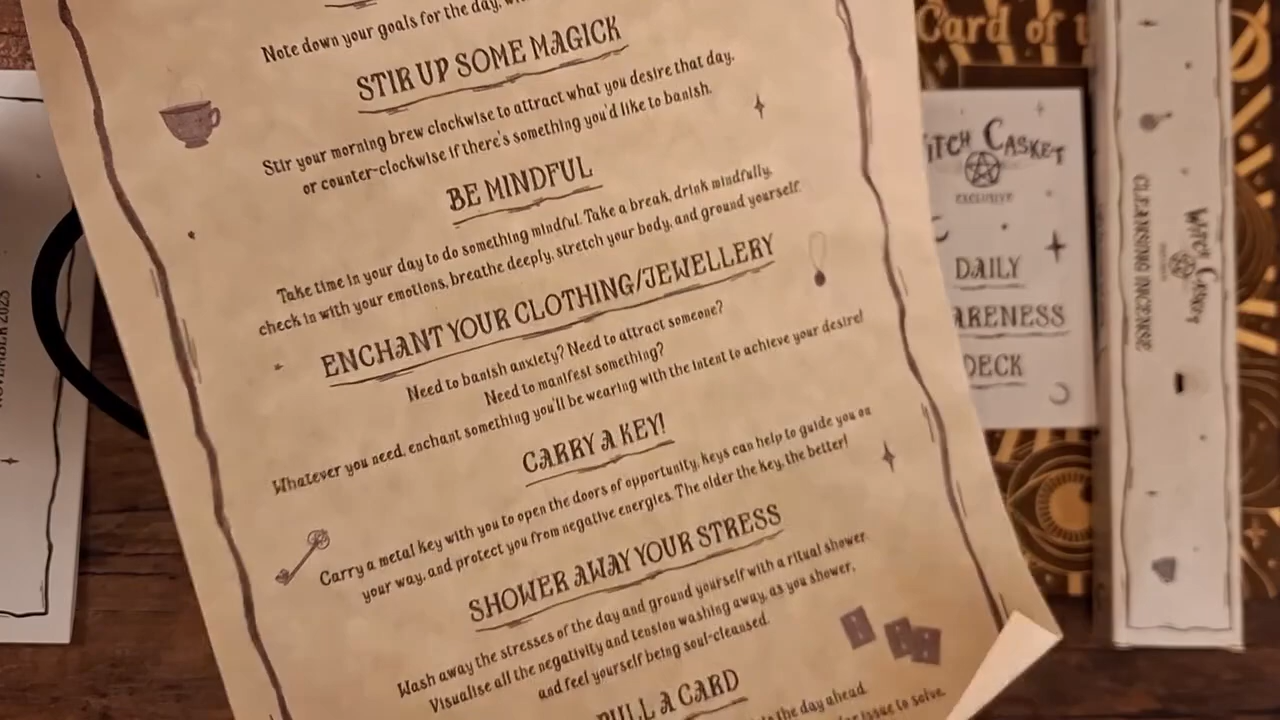 Note down your goals for the day,
STIR UP SOME MAGICK
Stir your morning brew clockwise to attract what you desire that day,
or counter-clockwise if there's something you'd like to banish.
BE MINDFUL
Take time in your day to do something mindful. Take a break, drink mindfully,
check in with your emotions, breathe deeply, stretch your body, and ground yourself.
ENCHANT YOUR CLOTHING/JEWELLERY
Need to banish anxiety? Need to attract someone?
Need to manifest something?
Whatever you need, enchant something you'll be wearing with the intent to achieve your desire!
CARRY A KEY!
Carry a metal key with you to open the doors of opportunity. Keys can help to guide you on
your way, and protect you from negative energies. The older the key, the better!
SHOWER AWAY YOUR STRESS
Wash away the stresses of the day and ground yourself with a ritual shower.
Visualise all the negativity and tension washing away, as you shower,
and feel yourself being soul-cleansed.
PULL A CARD
the day ahead.
issue to solve.
NOVEMBER 2023
Card of
ITCH CASKET
EXCLUSIVE
DAILY
ARENESS
DECK
WITCH CASKET
CLEANSING INCENSE